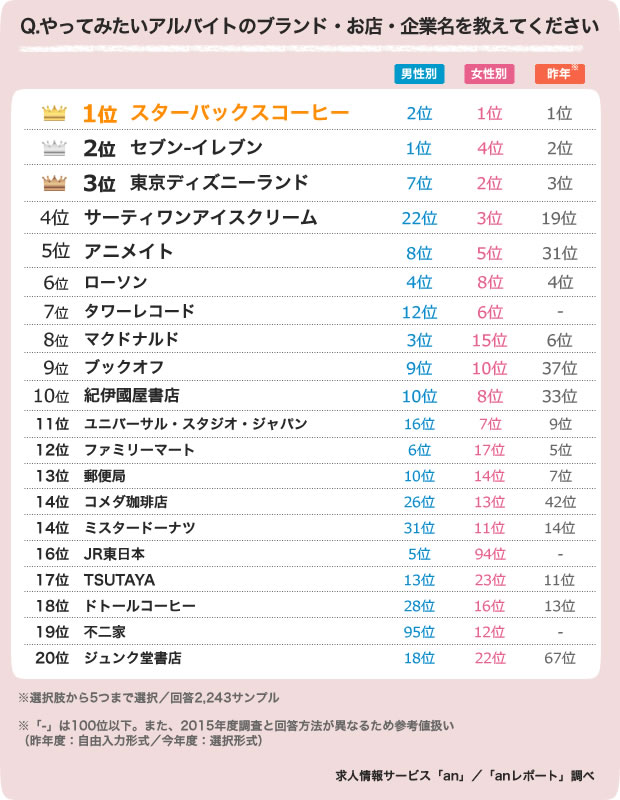 Q.やってみたいアルバイトのブランド・お店・企業名を教えてください
男性別 女性別 昨年※
1位 スターバックスコーヒー 2位 1位 1位
2位 セブン-イレブン 1位 4位 2位
3位 東京ディズニーランド 7位 2位 3位
4位 サーティワンアイスクリーム 22位 3位 19位
5位 アニメイト 8位 5位 31位
6位 ローソン 4位 8位 4位
7位 タワーレコード 12位 6位 -
8位 マクドナルド 3位 15位 6位
9位 ブックオフ 9位 10位 37位
10位 紀伊國屋書店 10位 8位 33位
11位 ユニバーサル・スタジオ・ジャパン 16位 7位 9位
12位 ファミリーマート 6位 17位 5位
13位 郵便局 10位 14位 7位
14位 コメダ珈琲店 26位 13位 42位
14位 ミスタードーナツ 31位 11位 14位
16位 JR東日本 5位 94位 -
17位 TSUTAYA 13位 23位 11位
18位 ドトールコーヒー 28位 16位 13位
19位 不二家 95位 12位 -
20位 ジュンク堂書店 18位 22位 67位
※選択肢から5つまで選択／回答2,243サンプル
※「-」は100位以下。また、2015年度調査と回答方法が異なるため参考値扱い
（昨年度：自由入力形式／今年度：選択形式）
求人情報サービス「an」／「anレポート」調べ